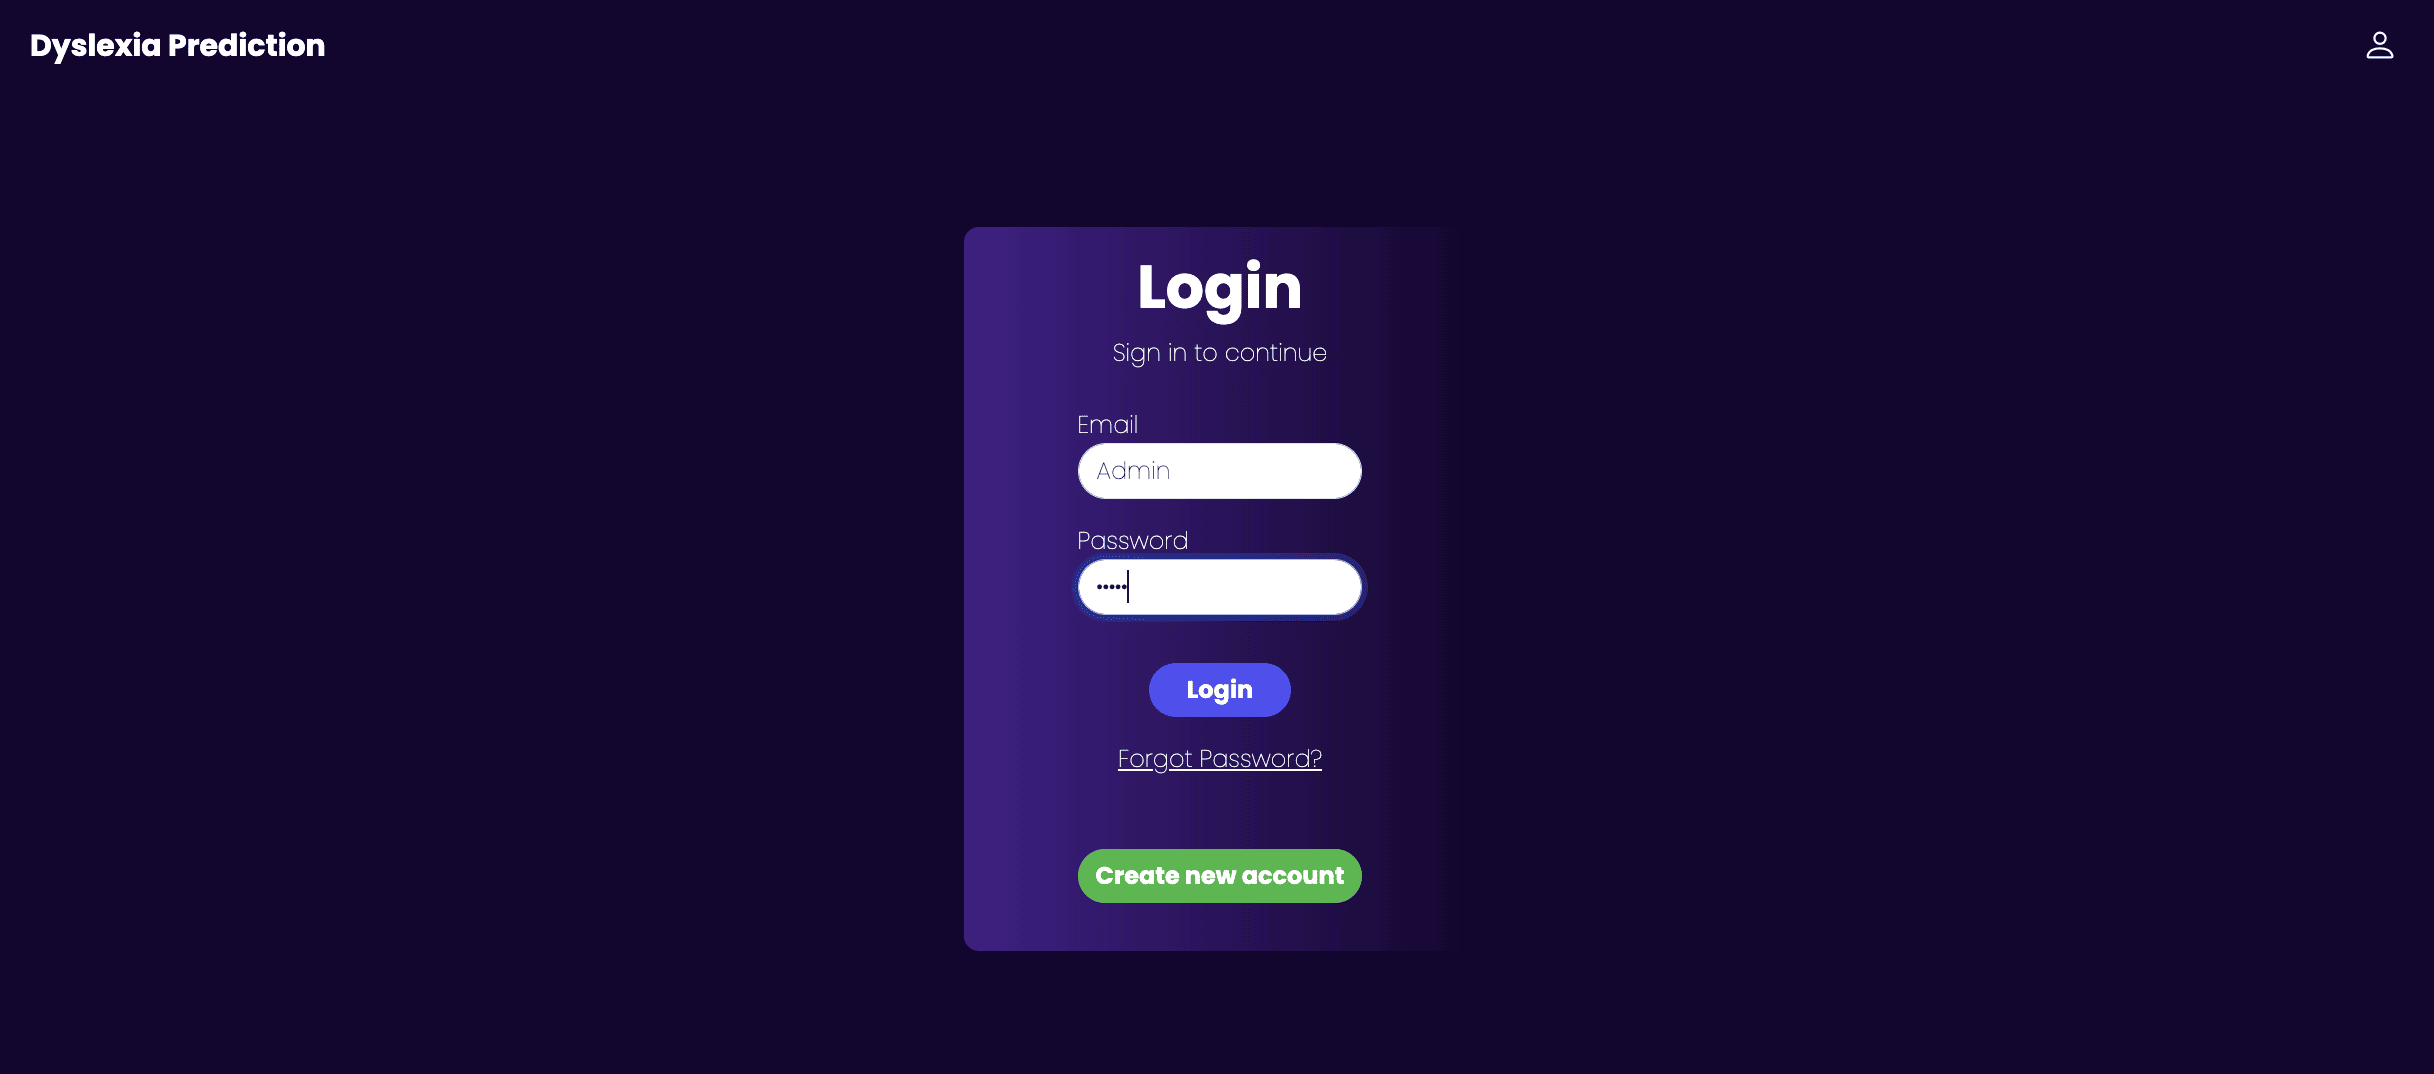 Dyslexia Prediction
Login
Sign in to continue
Email
Admin
Password
•••••
Login
Forgot Password?
Create new account